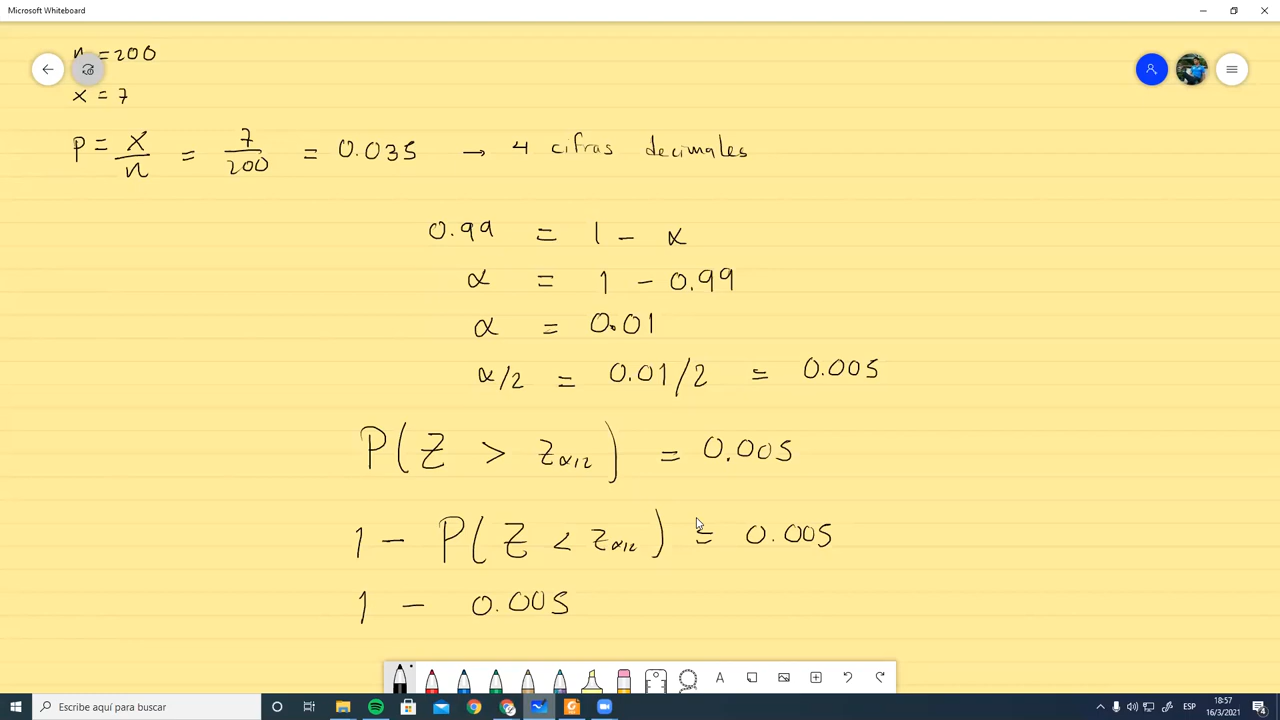 Microsoft Whiteboard
n = 200
x = 7
P = x/n = 7/200 = 0.035 → 4 cifras decimales
0.99 = 1 - α
α = 1 - 0.99
α = 0.01
α/2 = 0.01/2 = 0.005
P(Z > zα/2) = 0.005
1 - P(Z < zα/2) = 0.005
1 - 0.005
Escribe aquí para buscar
ESP
18:57
16/3/2021